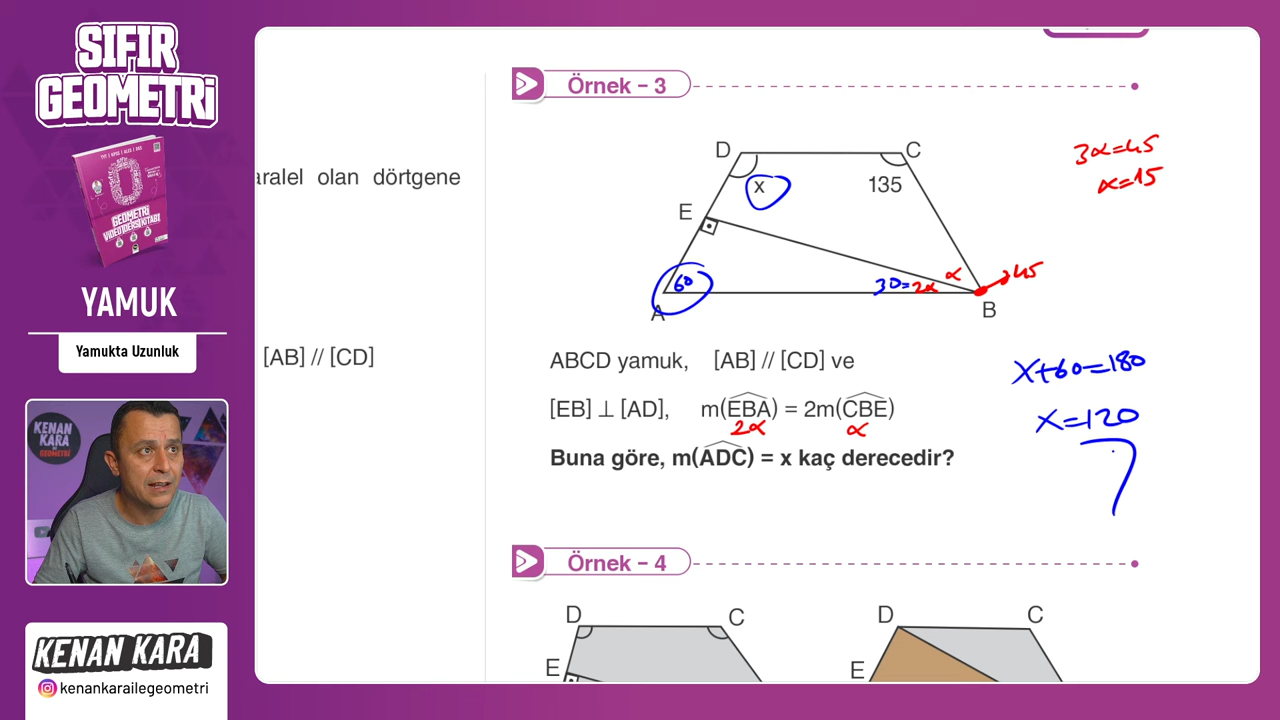 SIFIR
GEOMETRİ
GEOMETRİ
VİDEO DERS KİTABI
YAMUK
Yamukta Uzunluk
KENAN
KARA
GEOMETRİ
KENAN KARA
kenankarailegeometri
aralel olan dörtgene
[AB] // [CD]
Örnek – 3
D
C
x
135
E
60
30=2α
α
45
A
B
3α=45
α=15
ABCD yamuk, [AB] // [CD] ve
[EB] ⊥ [AD], m(EBA) = 2m(CBE)
2α
α
Buna göre, m(ADC) = x kaç derecedir?
x+60=180
x=120
Örnek – 4
D
C
E
D
C
E